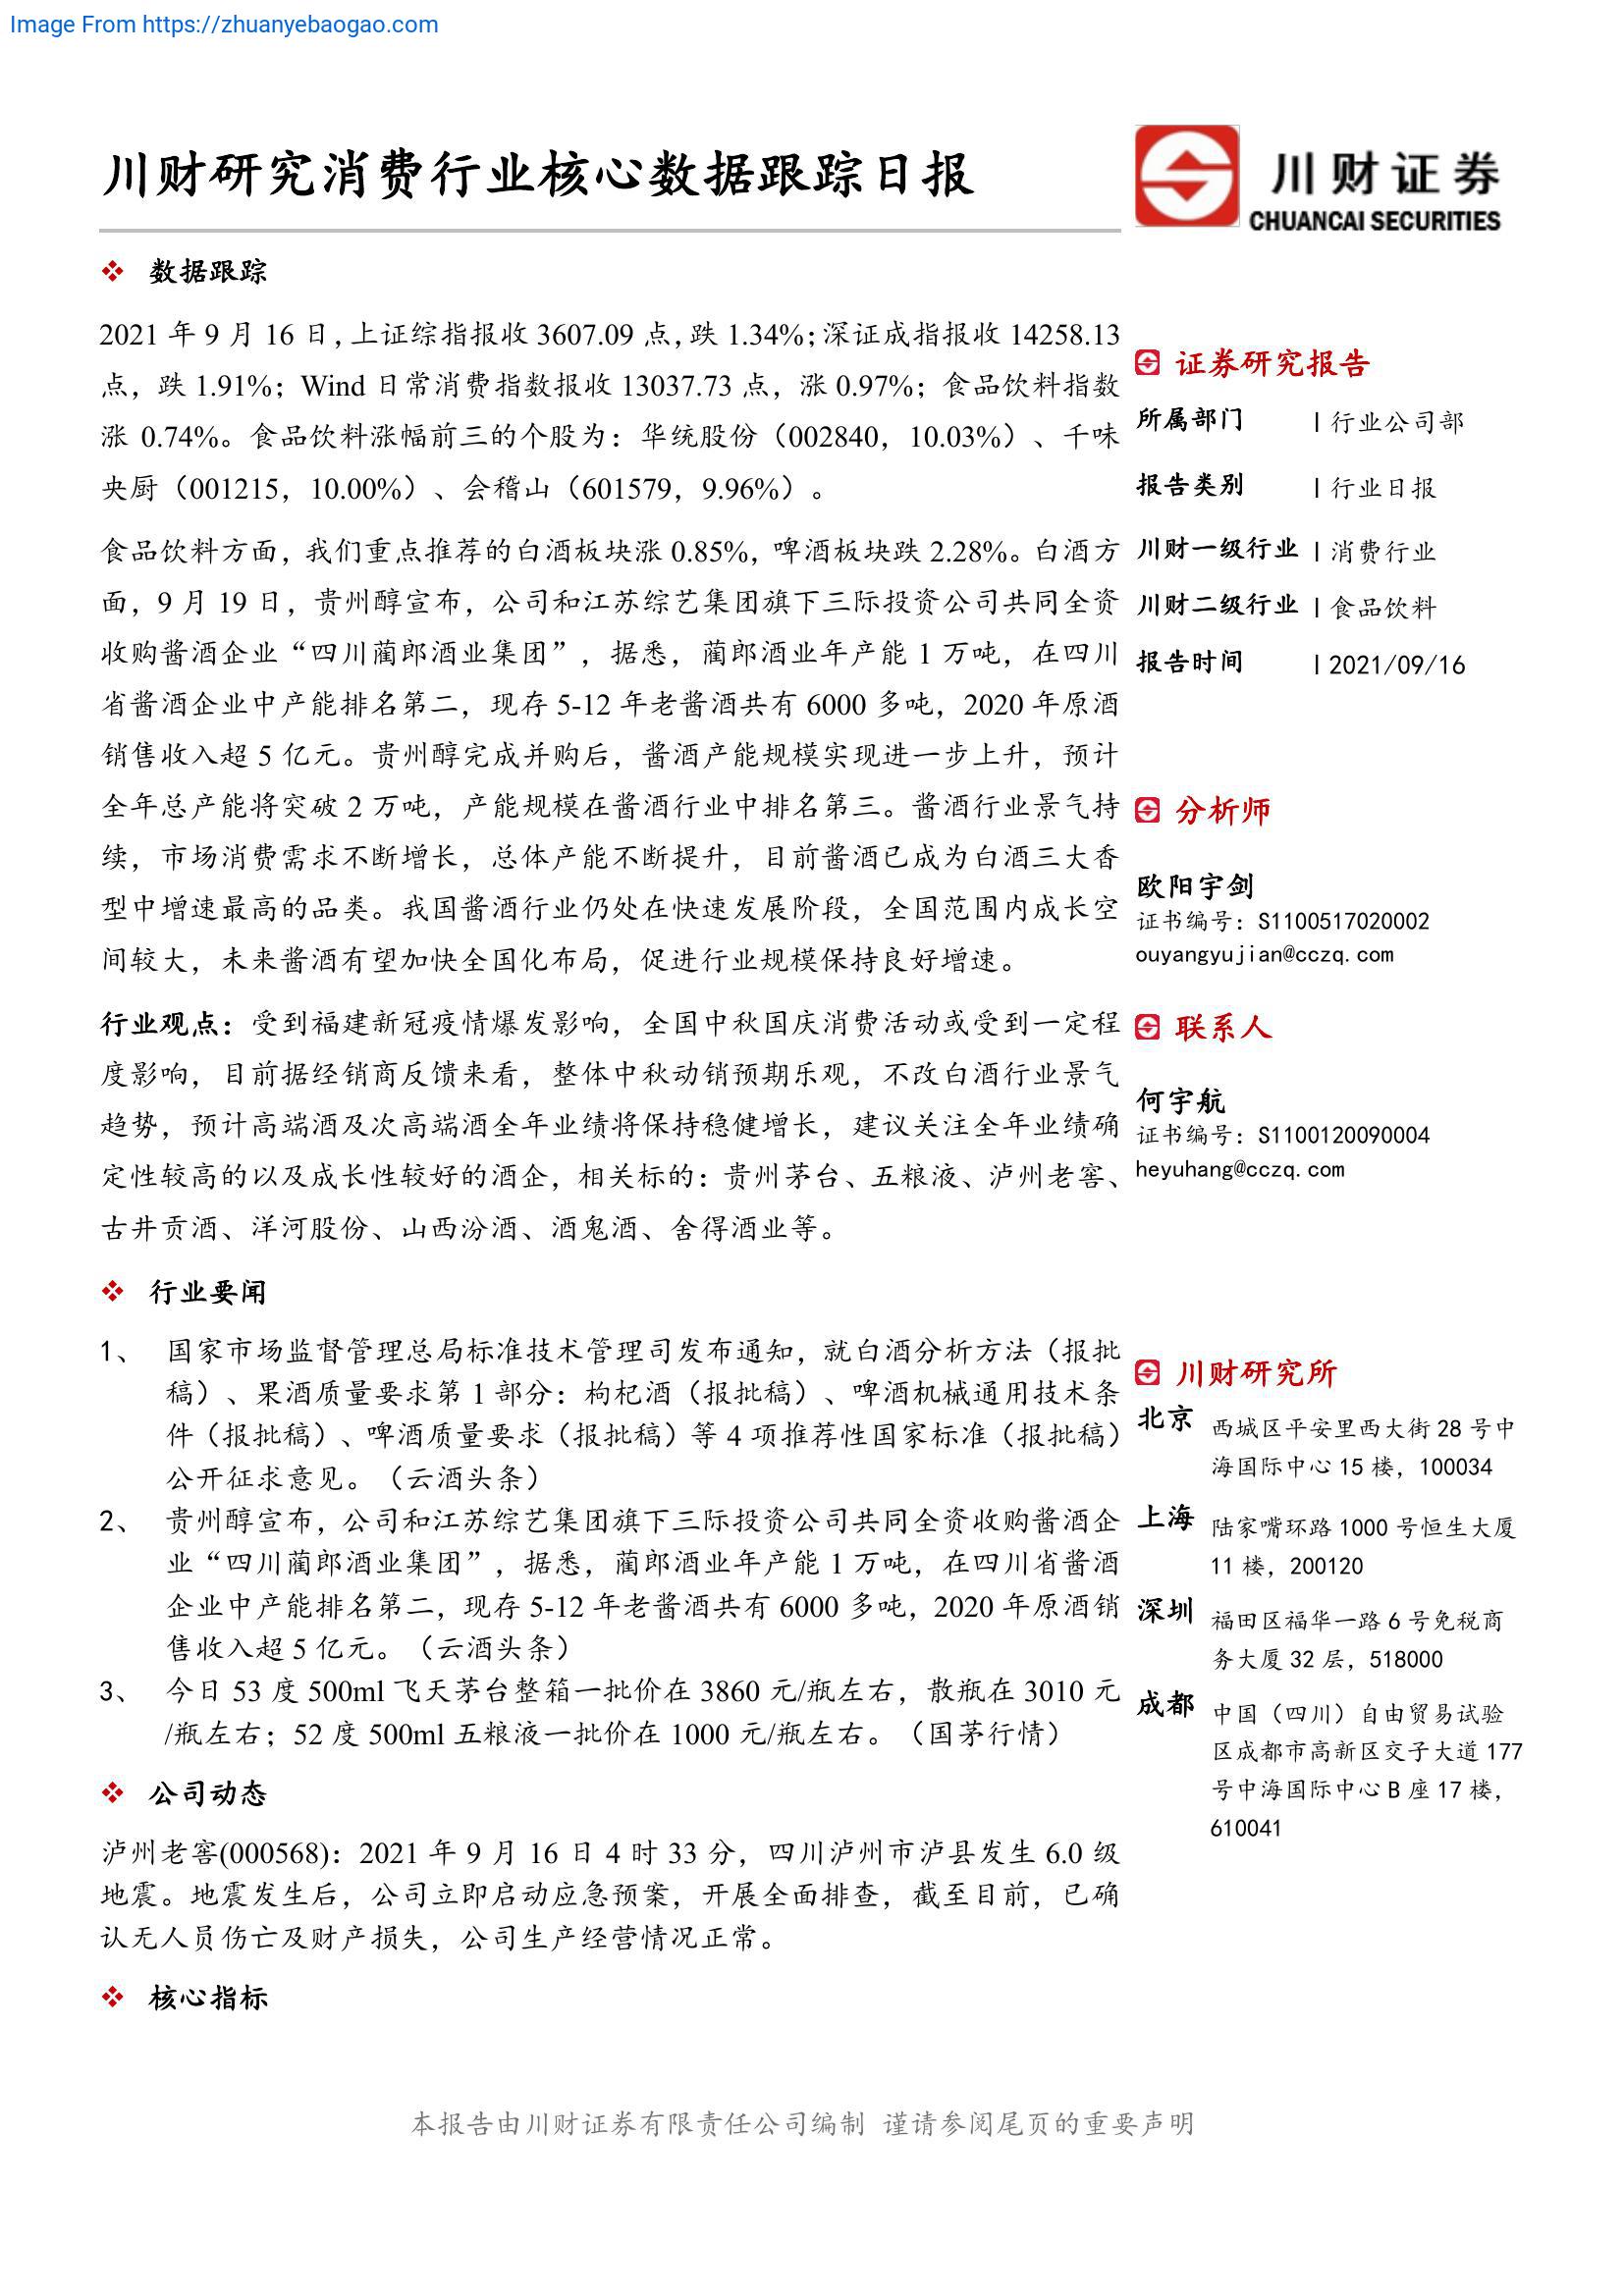 Image From https://zhuanyebaogao.com
川财研究消费行业核心数据跟踪日报
川财证券
CHUANCAI SECURITIES
❖ 数据跟踪
2021 年 9 月 16 日，上证综指报收 3607.09 点，跌 1.34%；深证成指报收 14258.13
点，跌 1.91%；Wind 日常消费指数报收 13037.73 点，涨 0.97%；食品饮料指数
涨 0.74%。食品饮料涨幅前三的个股为：华统股份（002840，10.03%）、千味
央厨（001215，10.00%）、会稽山（601579，9.96%）。
食品饮料方面，我们重点推荐的白酒板块涨 0.85%，啤酒板块跌 2.28%。白酒方
面，9 月 19 日，贵州醇宣布，公司和江苏综艺集团旗下三际投资公司共同全资
收购酱酒企业“四川蔺郎酒业集团”，据悉，蔺郎酒业年产能 1 万吨，在四川
省酱酒企业中产能排名第二，现存 5-12 年老酱酒共有 6000 多吨，2020 年原酒
销售收入超 5 亿元。贵州醇完成并购后，酱酒产能规模实现进一步上升，预计
全年总产能将突破 2 万吨，产能规模在酱酒行业中排名第三。酱酒行业景气持
续，市场消费需求不断增长，总体产能不断提升，目前酱酒已成为白酒三大香
型中增速最高的品类。我国酱酒行业仍处在快速发展阶段，全国范围内成长空
间较大，未来酱酒有望加快全国化布局，促进行业规模保持良好增速。
行业观点：受到福建新冠疫情爆发影响，全国中秋国庆消费活动或受到一定程
度影响，目前据经销商反馈来看，整体中秋动销预期乐观，不改白酒行业景气
趋势，预计高端酒及次高端酒全年业绩将保持稳健增长，建议关注全年业绩确
定性较高的以及成长性较好的酒企，相关标的：贵州茅台、五粮液、泸州老窖、
古井贡酒、洋河股份、山西汾酒、酒鬼酒、舍得酒业等。
❖ 行业要闻
1、 国家市场监督管理总局标准技术管理司发布通知，就白酒分析方法（报批
稿）、果酒质量要求第 1 部分：枸杞酒（报批稿）、啤酒机械通用技术条
件（报批稿）、啤酒质量要求（报批稿）等 4 项推荐性国家标准（报批稿）
公开征求意见。（云酒头条）
2、 贵州醇宣布，公司和江苏综艺集团旗下三际投资公司共同全资收购酱酒企
业“四川蔺郎酒业集团”，据悉，蔺郎酒业年产能 1 万吨，在四川省酱酒
企业中产能排名第二，现存 5-12 年老酱酒共有 6000 多吨，2020 年原酒销
售收入超 5 亿元。（云酒头条）
3、 今日 53 度 500ml 飞天茅台整箱一批价在 3860 元/瓶左右，散瓶在 3010 元
/瓶左右；52 度 500ml 五粮液一批价在 1000 元/瓶左右。（国茅行情）
❖ 公司动态
泸州老窖(000568)：2021 年 9 月 16 日 4 时 33 分，四川泸州市泸县发生 6.0 级
地震。地震发生后，公司立即启动应急预案，开展全面排查，截至目前，已确
认无人员伤亡及财产损失，公司生产经营情况正常。
❖ 核心指标
证券研究报告
所属部门 | 行业公司部
报告类别 | 行业日报
川财一级行业 | 消费行业
川财二级行业 | 食品饮料
报告时间 | 2021/09/16
分析师
欧阳宇剑
证书编号：S1100517020002
ouyangyujian@cczq.com
联系人
何宇航
证书编号：S1100120090004
heyuhang@cczq.com
川财研究所
北京 西城区平安里西大街 28 号中
海国际中心 15 楼，100034
上海 陆家嘴环路 1000 号恒生大厦
11 楼，200120
深圳 福田区福华一路 6 号免税商
务大厦 32 层，518000
成都 中国（四川）自由贸易试验
区成都市高新区交子大道 177
号中海国际中心 B 座 17 楼，
610041
本报告由川财证券有限责任公司编制 谨请参阅尾页的重要声明